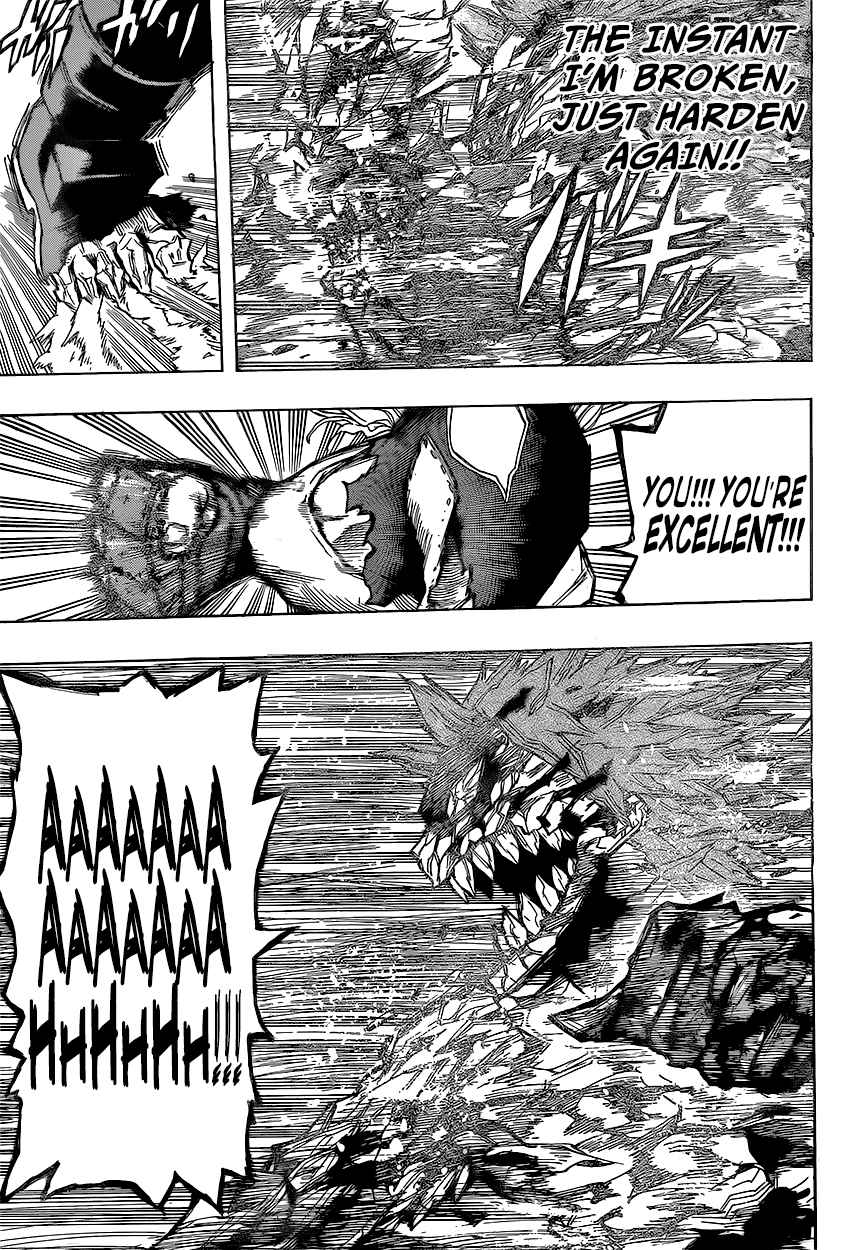 THE INSTANT
I'M BROKEN,
JUST HARDEN
AGAIN!!
YOU!!! YOU'RE
EXCELLENT!!!
AAAAAAA
AAAAAAA
HHHHHH!!!